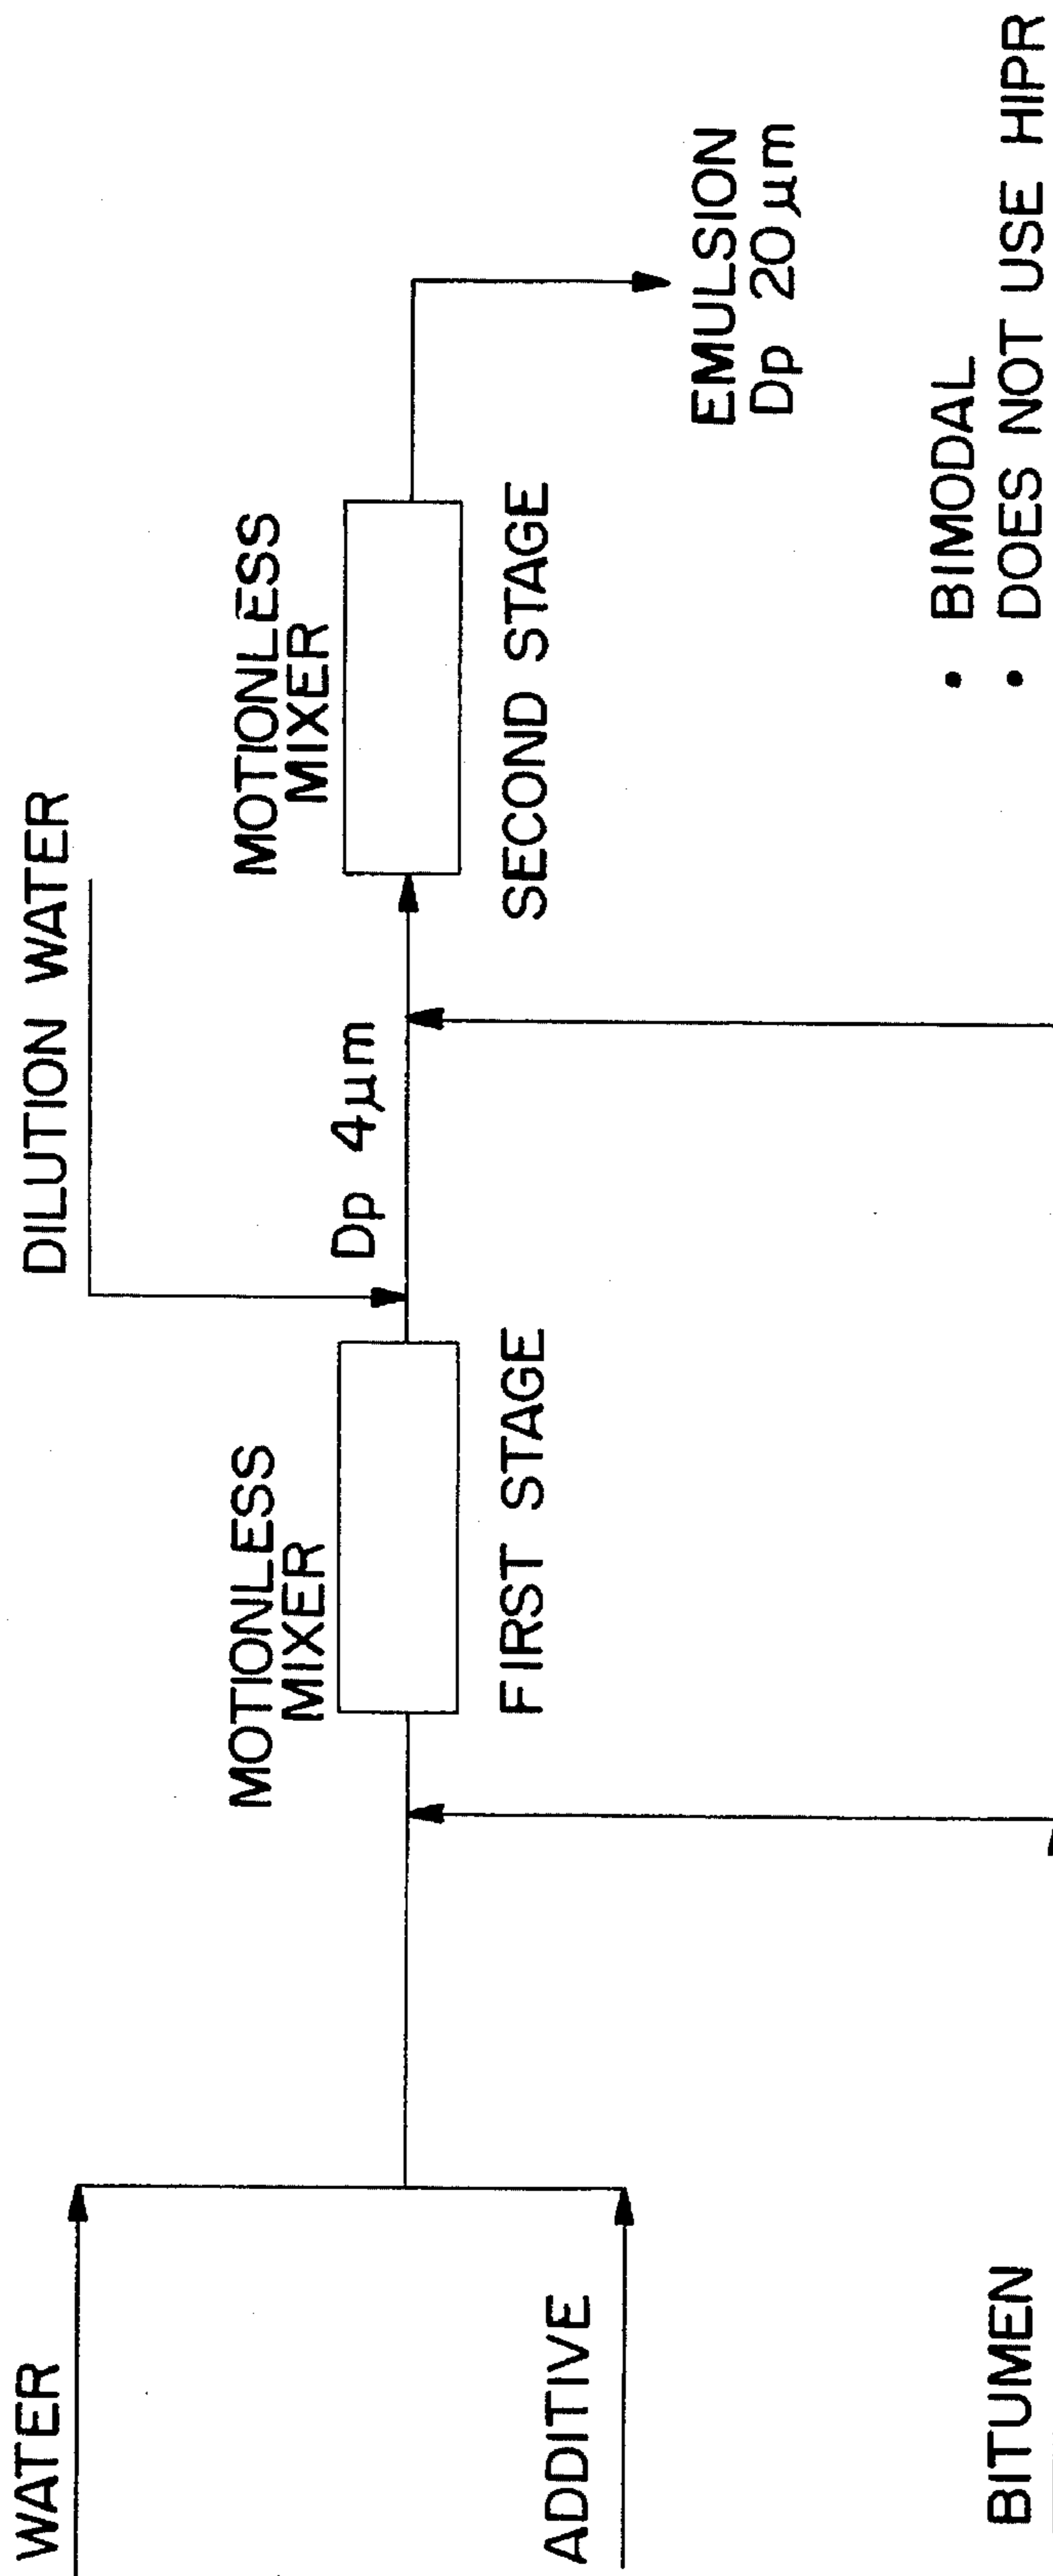 WATER
ADDITIVE
BITUMEN
MOTIONLESS
MIXER
FIRST STAGE
DILUTION WATER
Dp 4μm
MOTIONLESS
MIXER
SECOND STAGE
EMULSION
Dp 20μm
• BIMODAL
• DOES NOT USE HIPR